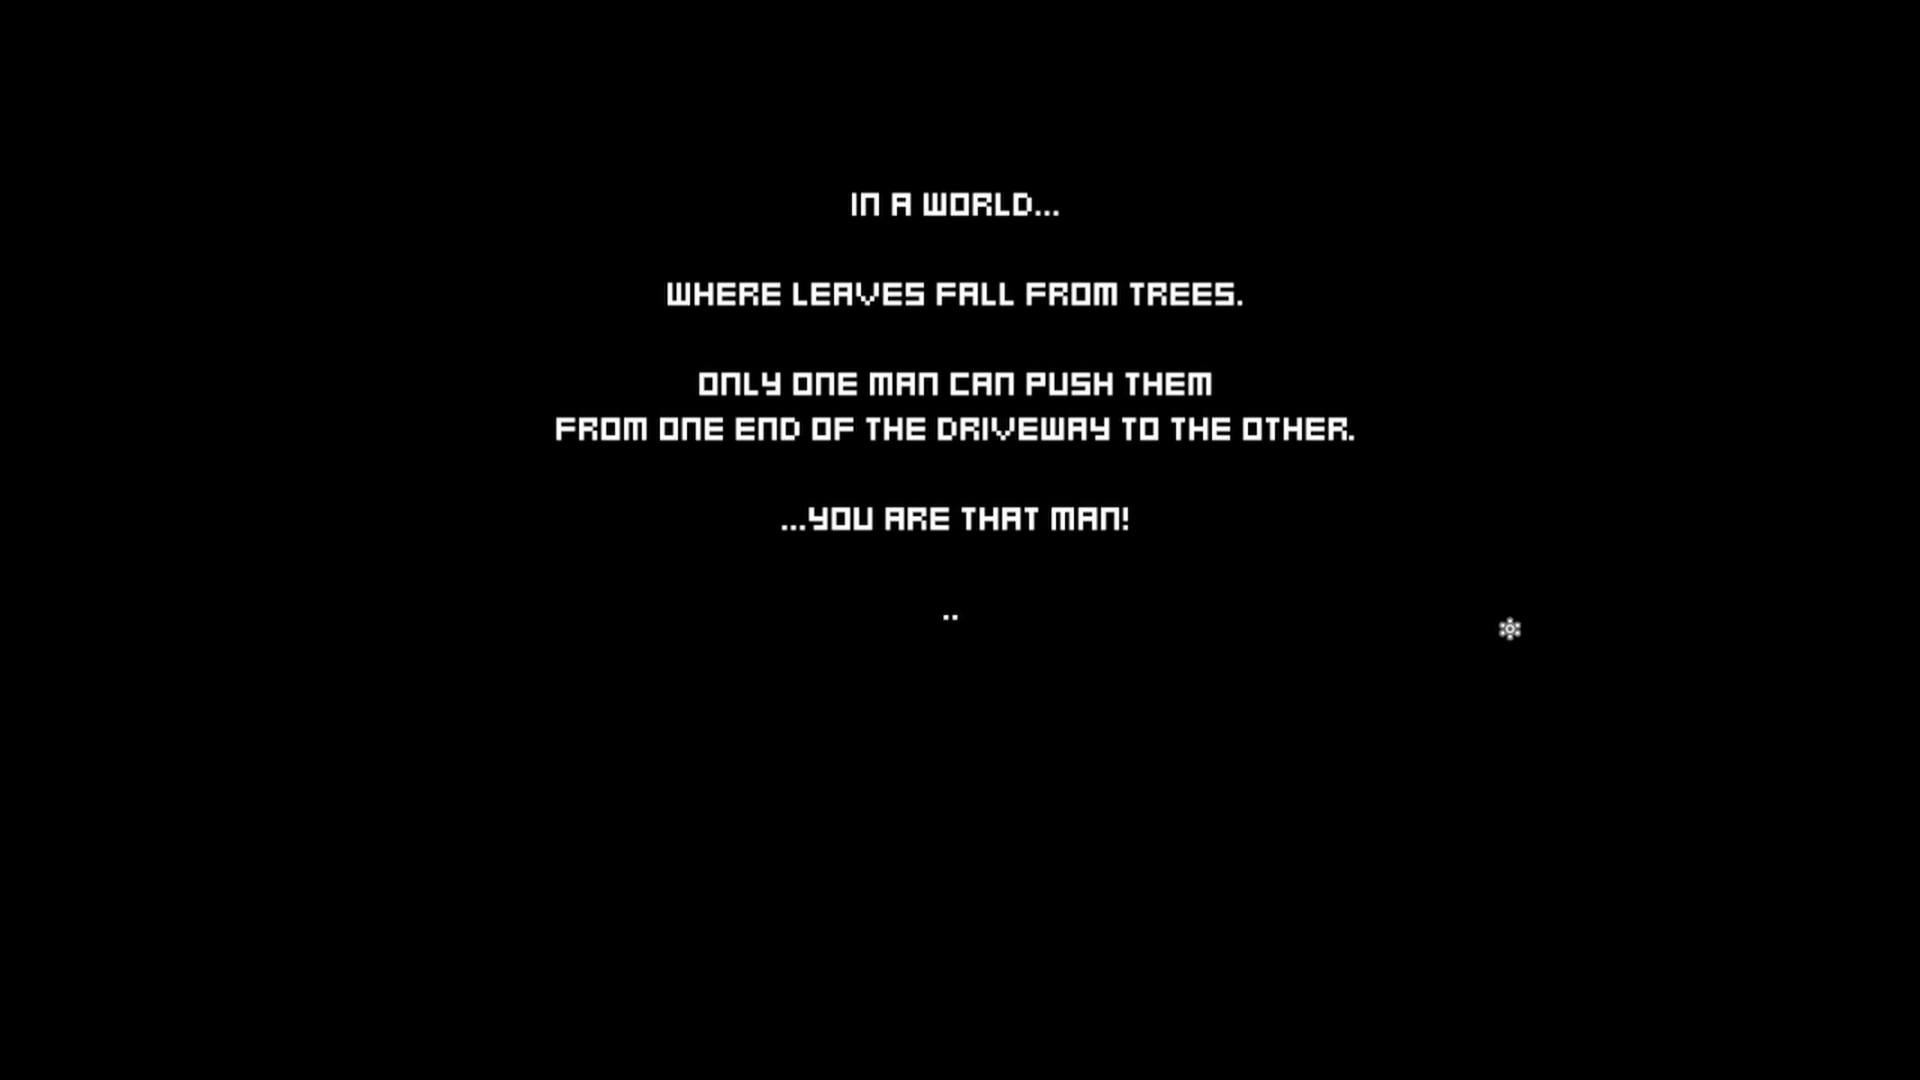 IN A WORLD...
WHERE LEAVES FALL FROM TREES.
ONLY ONE MAN CAN PUSH THEM
FROM ONE END OF THE DRIVEWAY TO THE OTHER.
...YOU ARE THAT MAN!
..